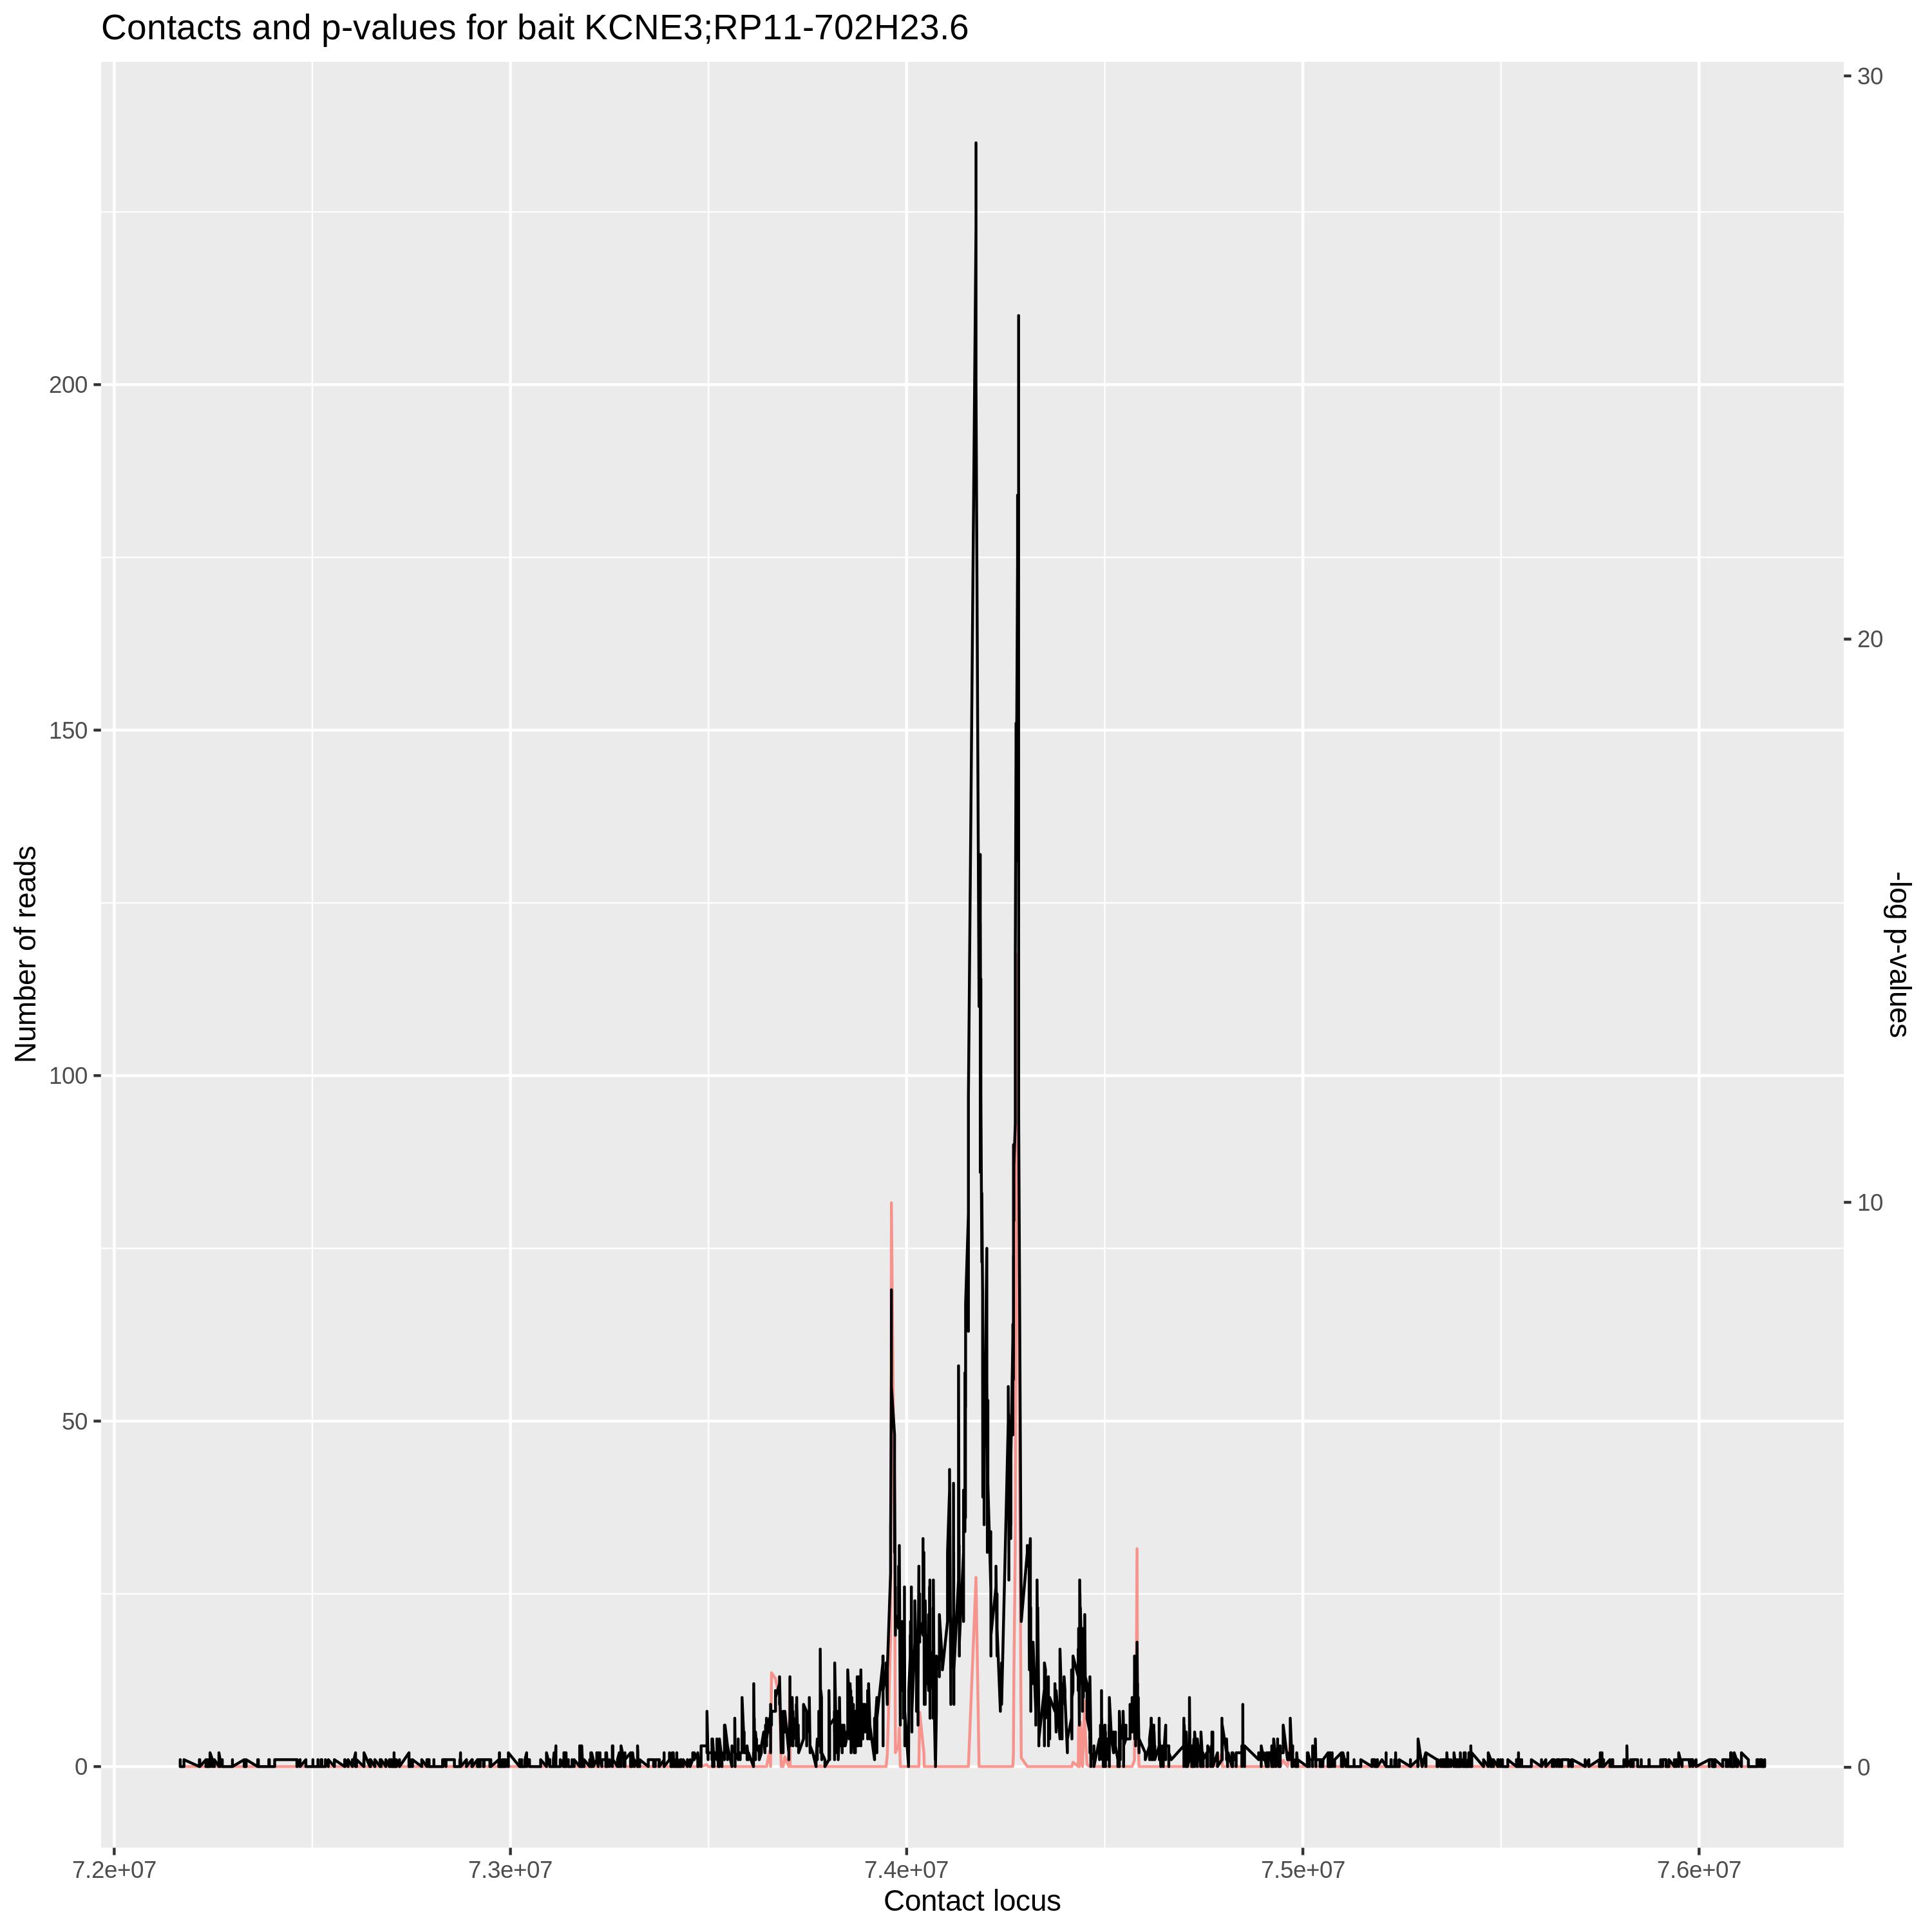 Contacts and p-values for bait KCNE3;RP11-702H23.6
30
200
20
150
Number of reads
-log p-values
100
10
50
0
0
7.2e+07
7.3e+07
7.4e+07
7.5e+07
7.6e+07
Contact locus